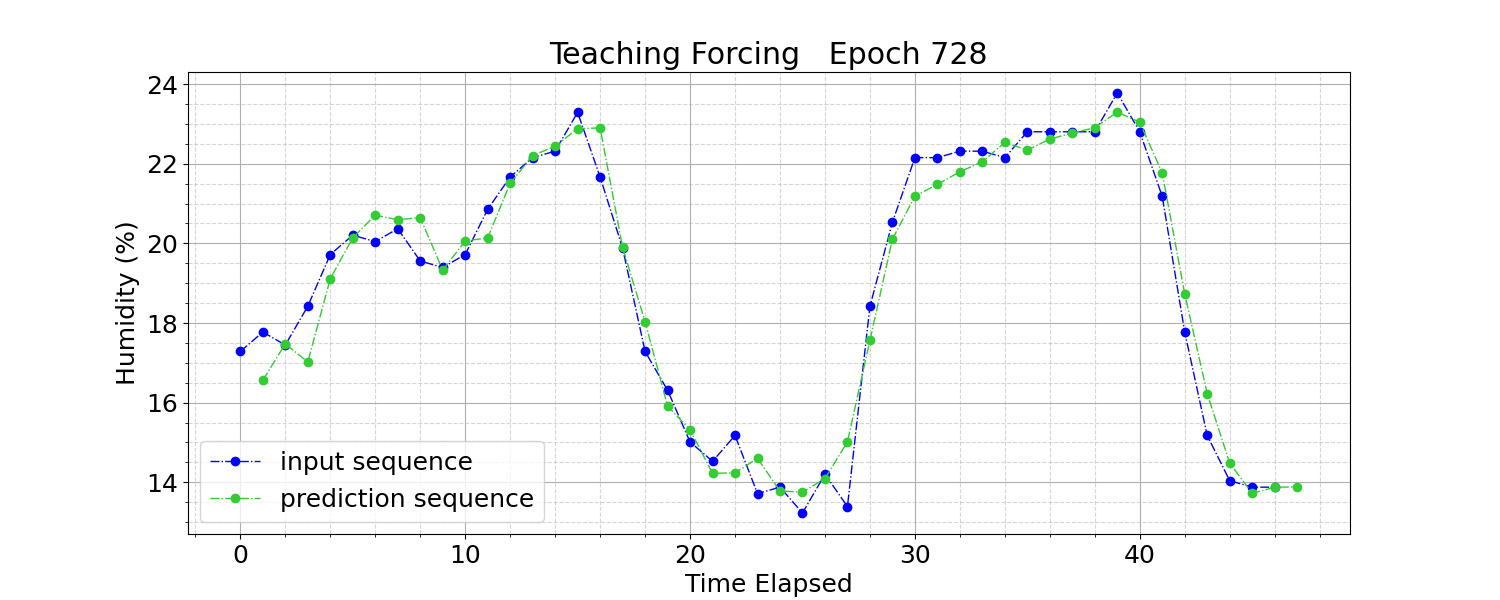 Teaching Forcing   Epoch 728
24
22
20
18
16
14
Humidity (%)
input sequence
prediction sequence
0 10 20 30 40
Time Elapsed